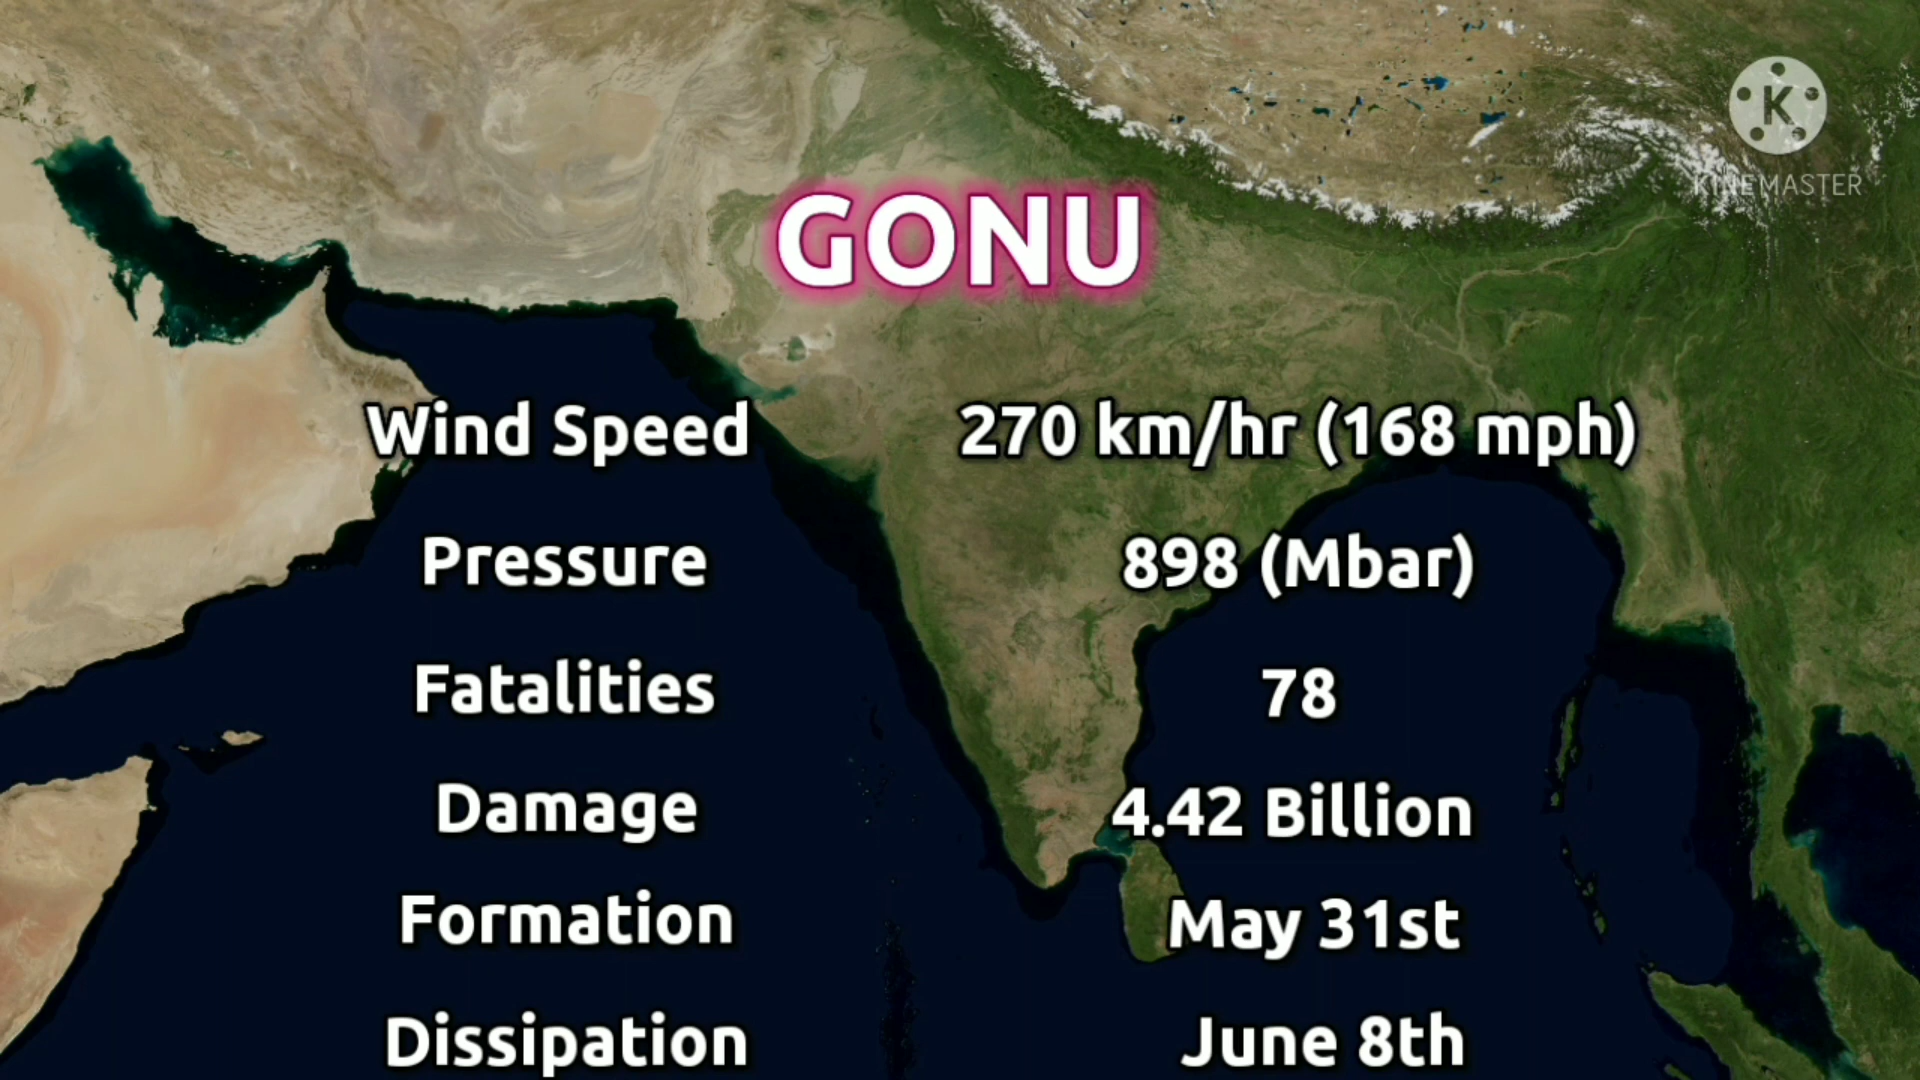 K
KINEMASTER
GONU
Wind Speed 270 km/hr (168 mph)
Pressure 898 (Mbar)
Fatalities 78
Damage 4.42 Billion
Formation May 31st
Dissipation June 8th